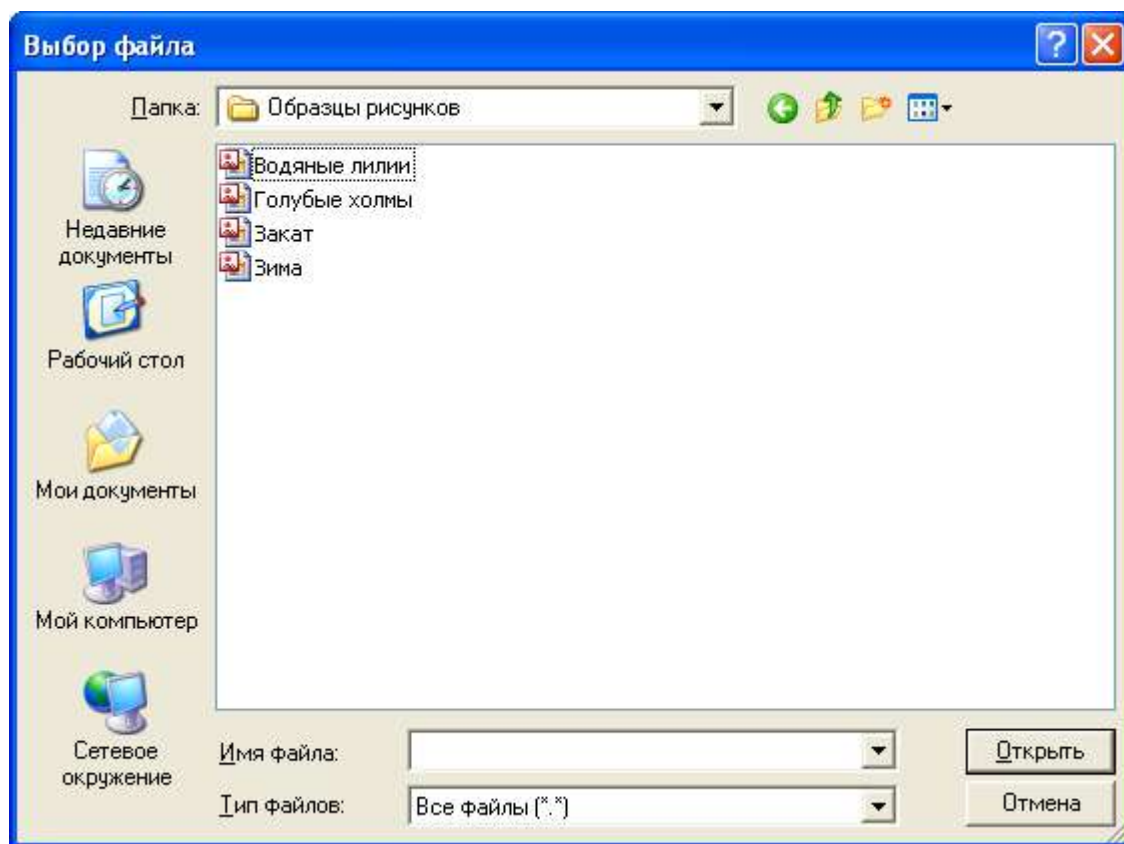 Выбор файла
Папка:
Образцы рисунков
Недавние
документы
Рабочий стол
Мои документы
Мой компьютер
Сетевое
окружение
Водяные лилии
Голубые холмы
Закат
Зима
Имя файла:
Открыть
Тип файлов:
Все файлы (*.*)
Отмена